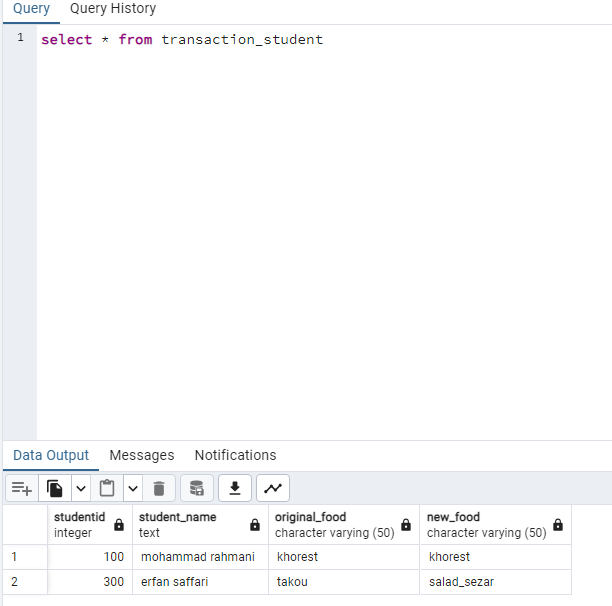 Query Query History
1 select * from transaction_student
Data Output Messages Notifications
studentid student_name original_food new_food
integer text character varying (50) character varying (50)
1 100 mohammad rahmani khorest khorest
2 300 erfan saffari takou salad_sezar